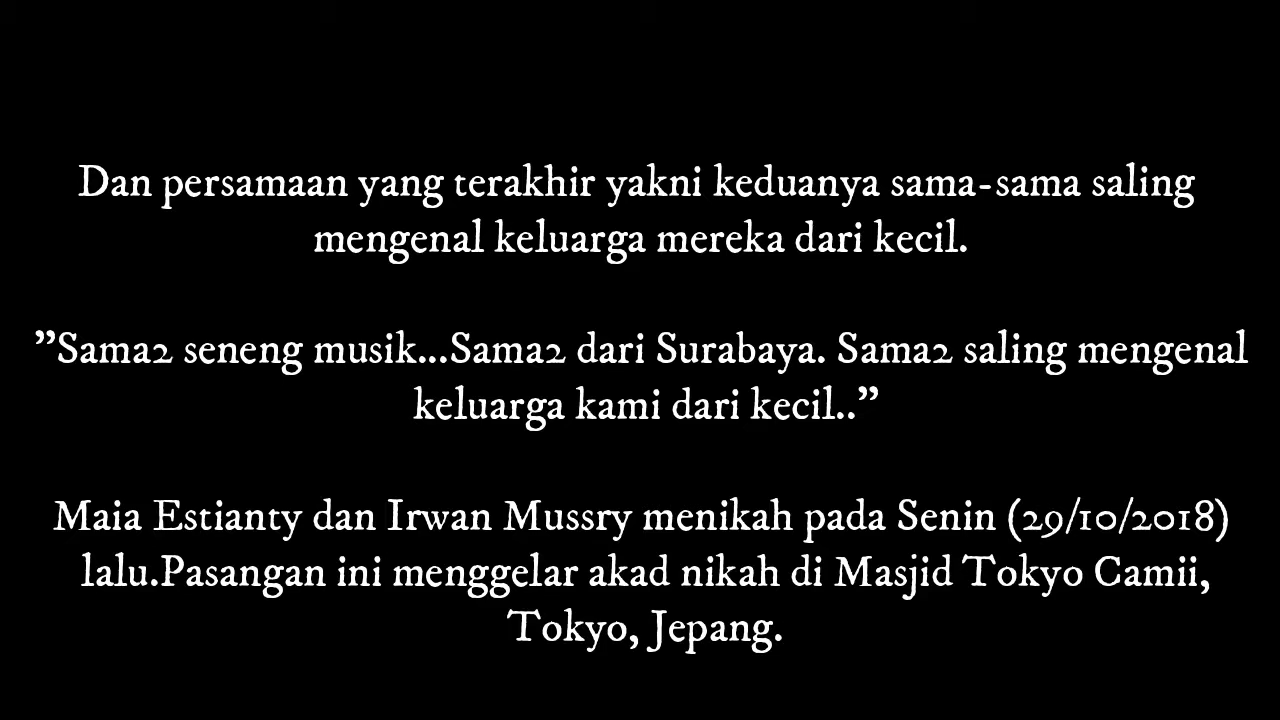 Dan persamaan yang terakhir yakni keduanya sama-sama saling
mengenal keluarga mereka dari kecil.
”Sama2 seneng musik...Sama2 dari Surabaya. Sama2 saling mengenal
keluarga kami dari kecil..”
Maia Estianty dan Irwan Mussry menikah pada Senin (29/10/2018)
lalu.Pasangan ini menggelar akad nikah di Masjid Tokyo Camii,
Tokyo, Jepang.